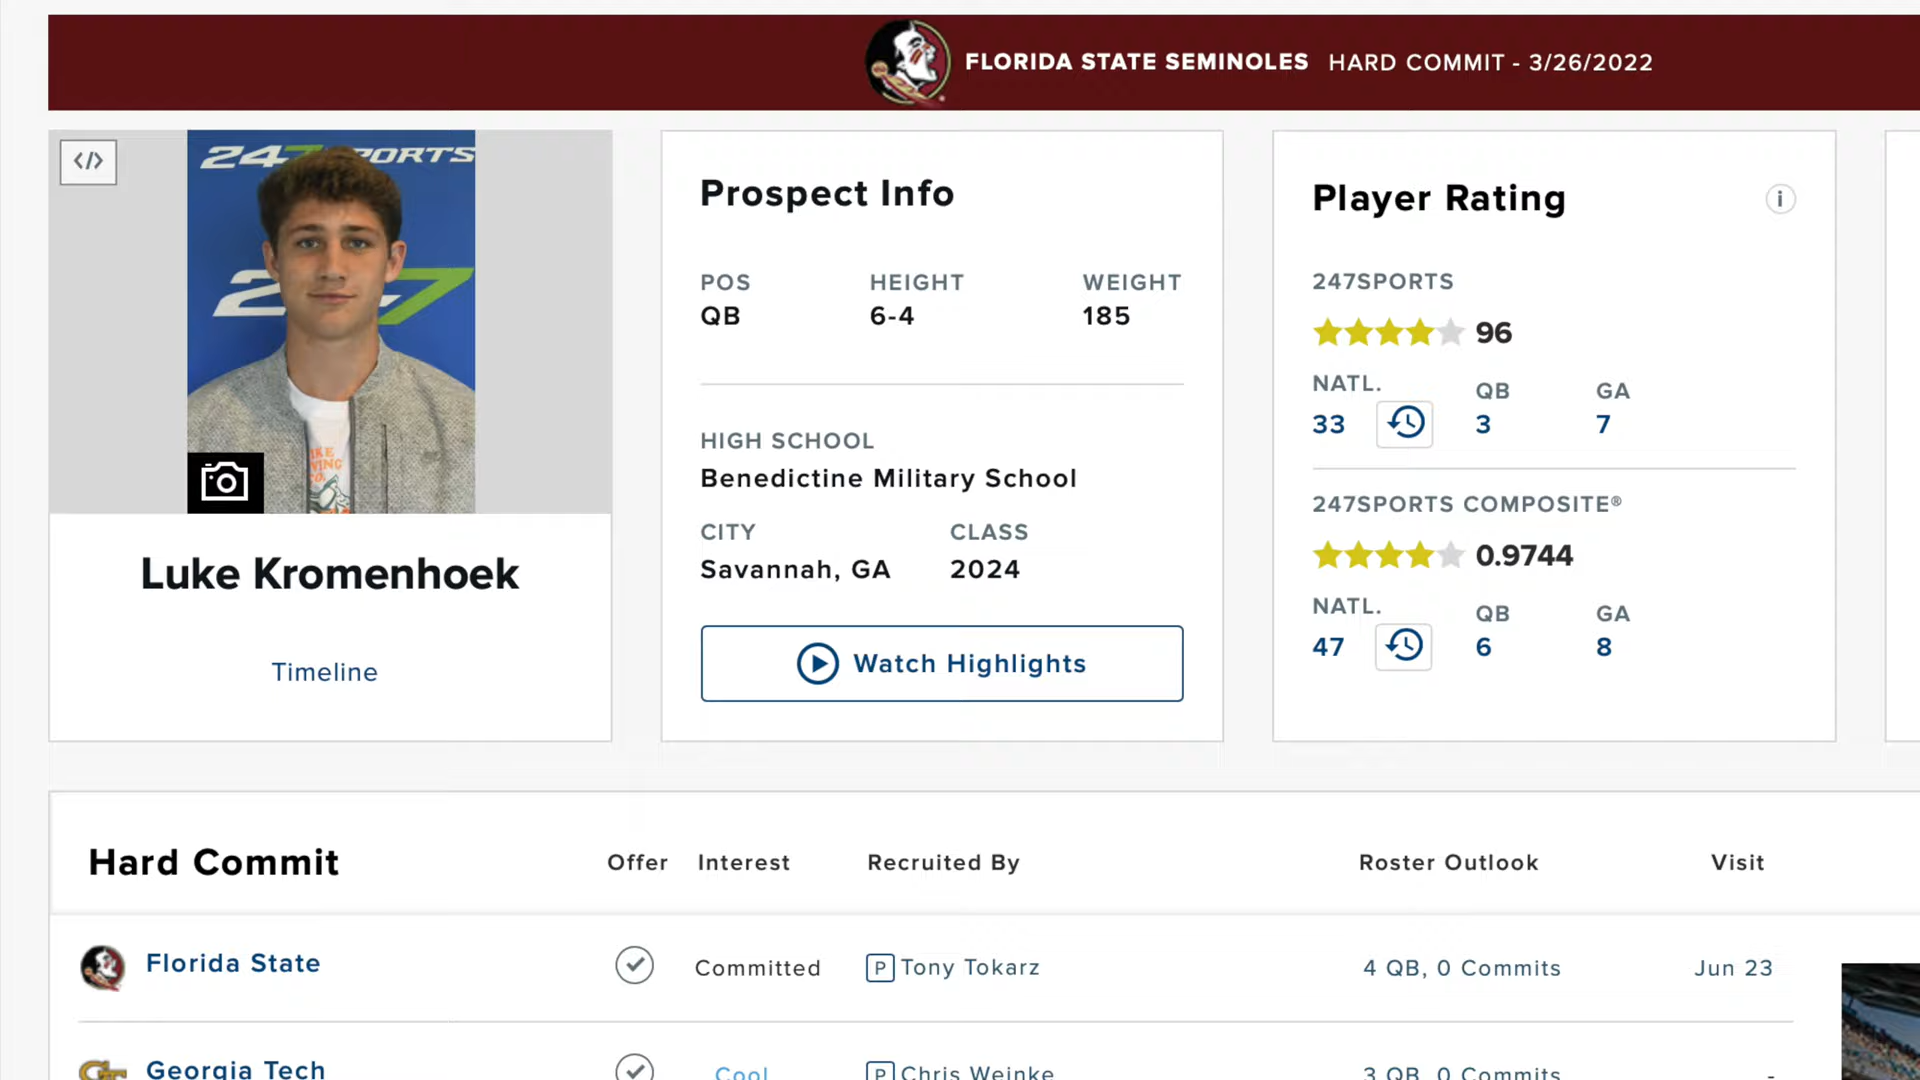 FLORIDA STATE SEMINOLES HARD COMMIT - 3/26/2022
</>
247SPORTS
247
Luke Kromenhoek
Timeline
Prospect Info
POS HEIGHT WEIGHT
QB 6-4 185
HIGH SCHOOL
Benedictine Military School
CITY CLASS
Savannah, GA 2024
Watch Highlights
Player Rating i
247SPORTS
96
NATL. QB GA
33 3 7
247SPORTS COMPOSITE®
0.9744
NATL. QB GA
47 6 8
Hard Commit Offer Interest Recruited By Roster Outlook Visit
Florida State Committed P Tony Tokarz 4 QB, 0 Commits Jun 23
GT Georgia Tech Cool P Chris Weinke 3 QB, 0 Commits -